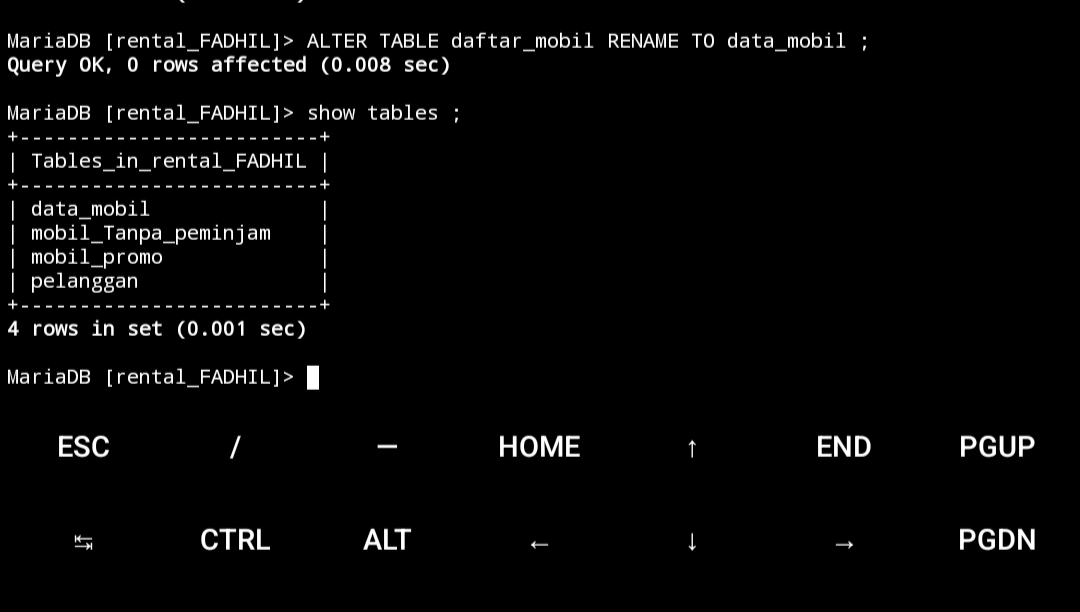 MariaDB [rental_FADHIL]> ALTER TABLE daftar_mobil RENAME TO data_mobil ;
Query OK, 0 rows affected (0.008 sec)
MariaDB [rental_FADHIL]> show tables ;
+-------------------------+
| Tables_in_rental_FADHIL |
+-------------------------+
| data_mobil              |
| mobil_Tanpa_peminjam    |
| mobil_promo             |
| pelanggan               |
+-------------------------+
4 rows in set (0.001 sec)
MariaDB [rental_FADHIL]>
ESC / — HOME ↑ END PGUP
↹ CTRL ALT ← ↓ → PGDN